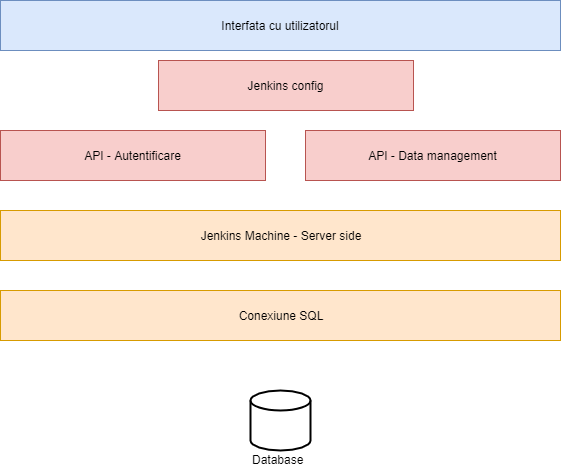 Interfata cu utilizatorul
Jenkins config
API - Autentificare
API - Data management
Jenkins Machine - Server side
Conexiune SQL
Database